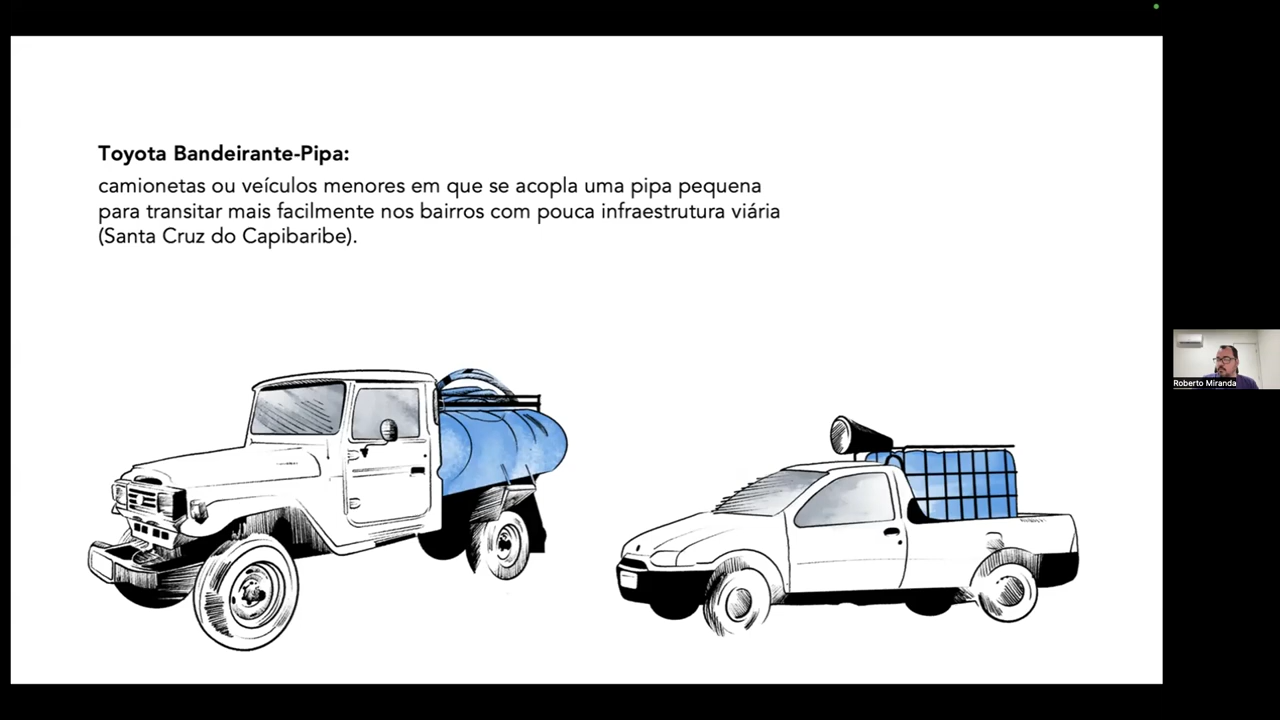 Toyota Bandeirante-Pipa:
camionetas ou veículos menores em que se acopla uma pipa pequena
para transitar mais facilmente nos bairros com pouca infraestrutura viária
(Santa Cruz do Capibaribe).
Roberto Miranda